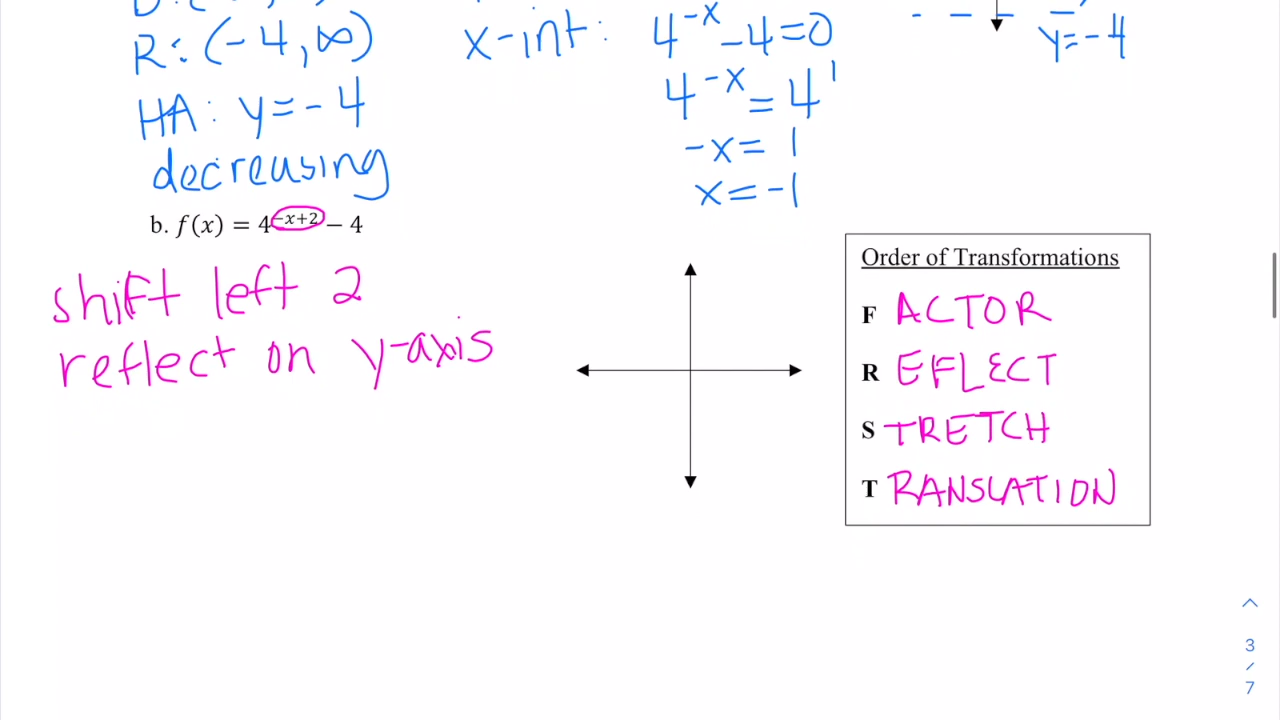 R: (-4, ∞)
HA: y = -4
decreasing
x-int: 4^{-x} - 4 = 0
4^{-x} = 4^1
-x = 1
x = -1
y = -4
b. f(x) = 4^{-x+2} - 4
shift left 2
reflect on y-axis
Order of Transformations
F ACTOR
R EFLECT
S TRETCH
T RANSLATION
3
/
7